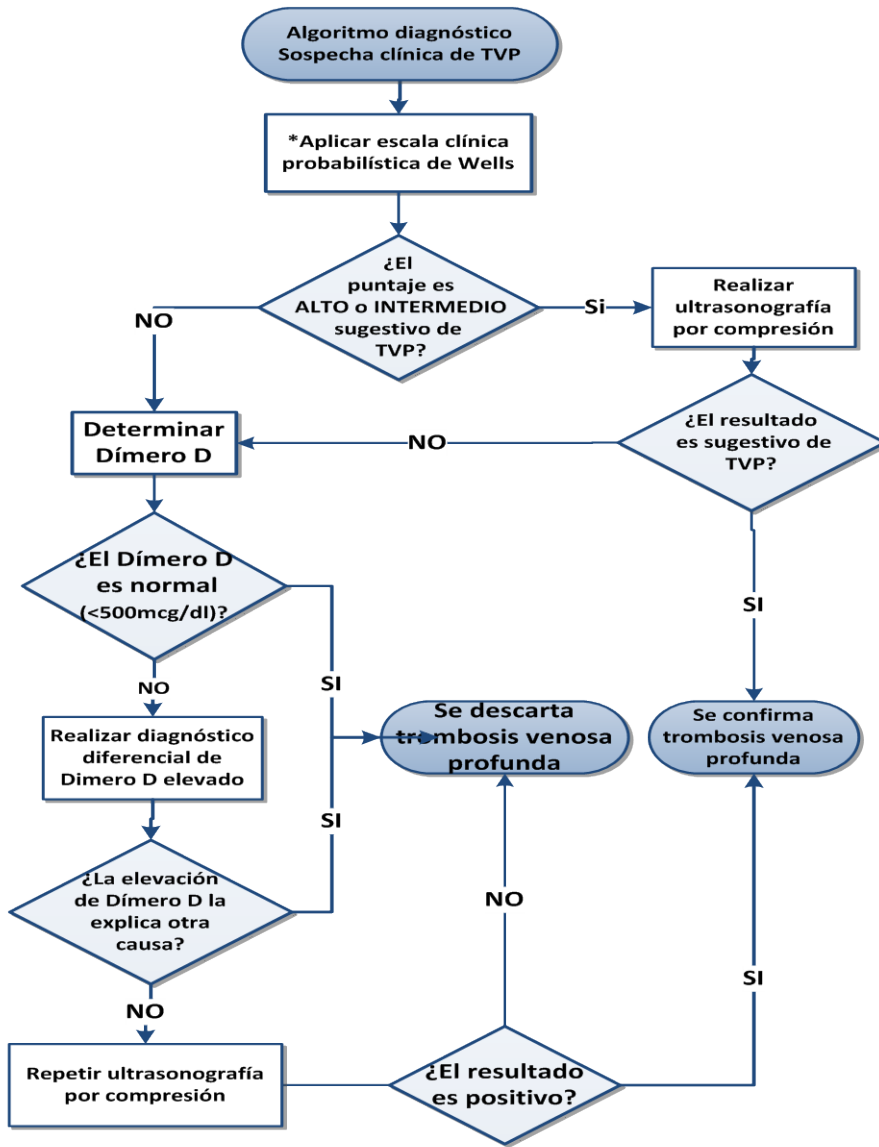 Algoritmo diagnóstico
Sospecha clínica de TVP
*Aplicar escala clínica
probabilística de Wells
¿El
puntaje es
ALTO o INTERMEDIO
sugestivo de
TVP?
NO
Si
Realizar
ultrasonografía
por compresión
¿El resultado
es sugestivo de
TVP?
NO
SI
Determinar
Dímero D
¿El Dímero D
es normal
(<500mcg/dl)?
NO
SI
Realizar diagnóstico
diferencial de
Dimero D elevado
SI
¿La elevación
de Dímero D la
explica otra
causa?
NO
Se descarta
trombosis venosa
profunda
Se confirma
trombosis venosa
profunda
NO
SI
Repetir ultrasonografía
por compresión
¿El resultado
es positivo?